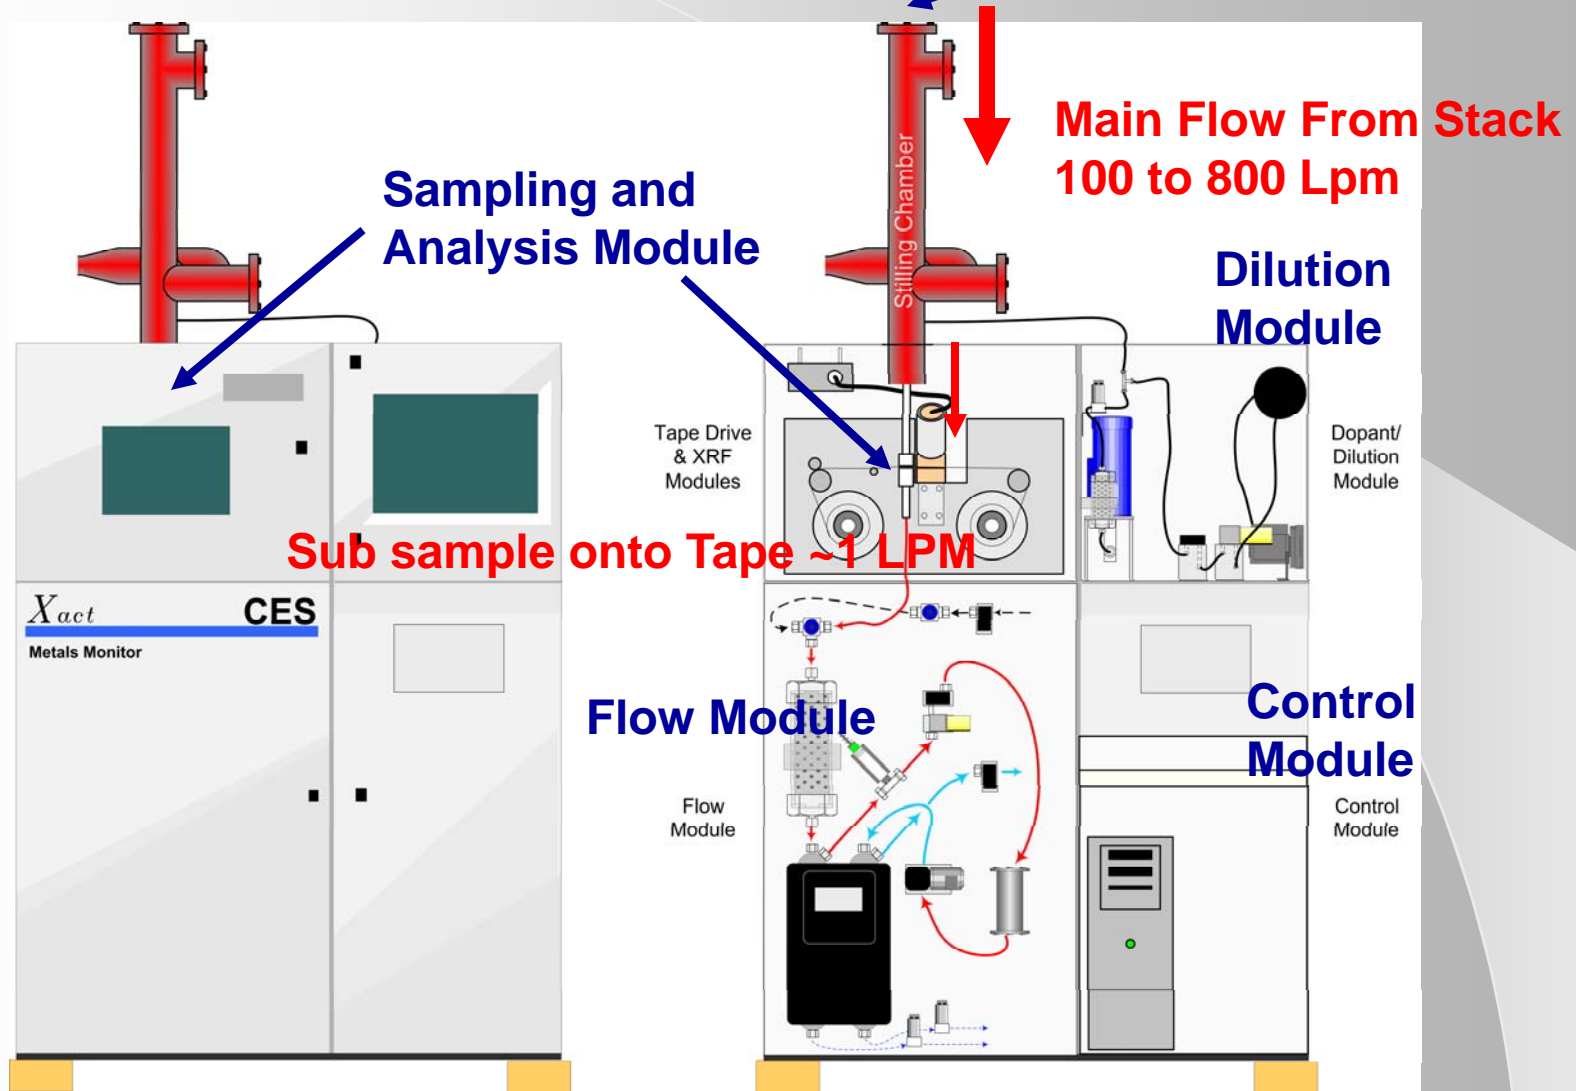 Main Flow From Stack
100 to 800 Lpm
Sampling and
Analysis Module
Stilling Chamber
Dilution
Module
Tape Drive
& XRF
Modules
Dopant/
Dilution
Module
Sub sample onto Tape ~1 LPM
Xact
CES
Metals Monitor
Flow Module
Control
Module
Flow
Module
Control
Module